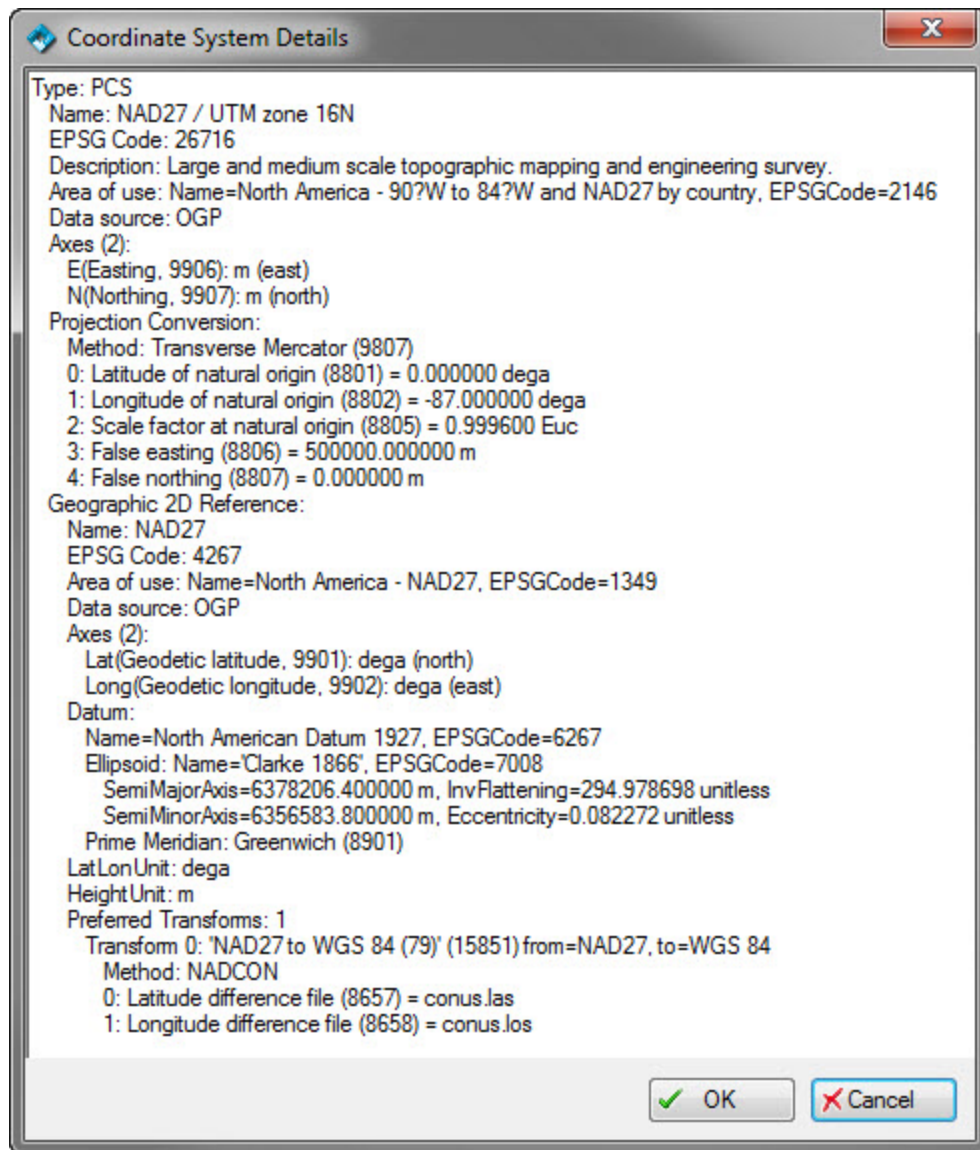 Coordinate System Details
Type: PCS
Name: NAD27 / UTM zone 16N
EPSG Code: 26716
Description: Large and medium scale topographic mapping and engineering survey.
Area of use: Name=North America - 90?W to 84?W and NAD27 by country, EPSGCode=2146
Data source: OGP
Axes (2):
E(Easting, 9906): m (east)
N(Northing, 9907): m (north)
Projection Conversion:
Method: Transverse Mercator (9807)
0: Latitude of natural origin (8801) = 0.000000 dega
1: Longitude of natural origin (8802) = -87.000000 dega
2: Scale factor at natural origin (8805) = 0.999600 Euc
3: False easting (8806) = 500000.000000 m
4: False northing (8807) = 0.000000 m
Geographic 2D Reference:
Name: NAD27
EPSG Code: 4267
Area of use: Name=North America - NAD27, EPSGCode=1349
Data source: OGP
Axes (2):
Lat(Geodetic latitude, 9901): dega (north)
Long(Geodetic longitude, 9902): dega (east)
Datum:
Name=North American Datum 1927, EPSGCode=6267
Ellipsoid: Name='Clarke 1866', EPSGCode=7008
SemiMajorAxis=6378206.400000 m, InvFlattening=294.978698 unitless
SemiMinorAxis=6356583.800000 m, Eccentricity=0.082272 unitless
Prime Meridian: Greenwich (8901)
LatLonUnit: dega
HeightUnit: m
Preferred Transforms: 1
Transform 0: 'NAD27 to WGS 84 (79)' (15851) from=NAD27, to=WGS 84
Method: NADCON
0: Latitude difference file (8657) = conus.las
1: Longitude difference file (8658) = conus.los
OK
Cancel